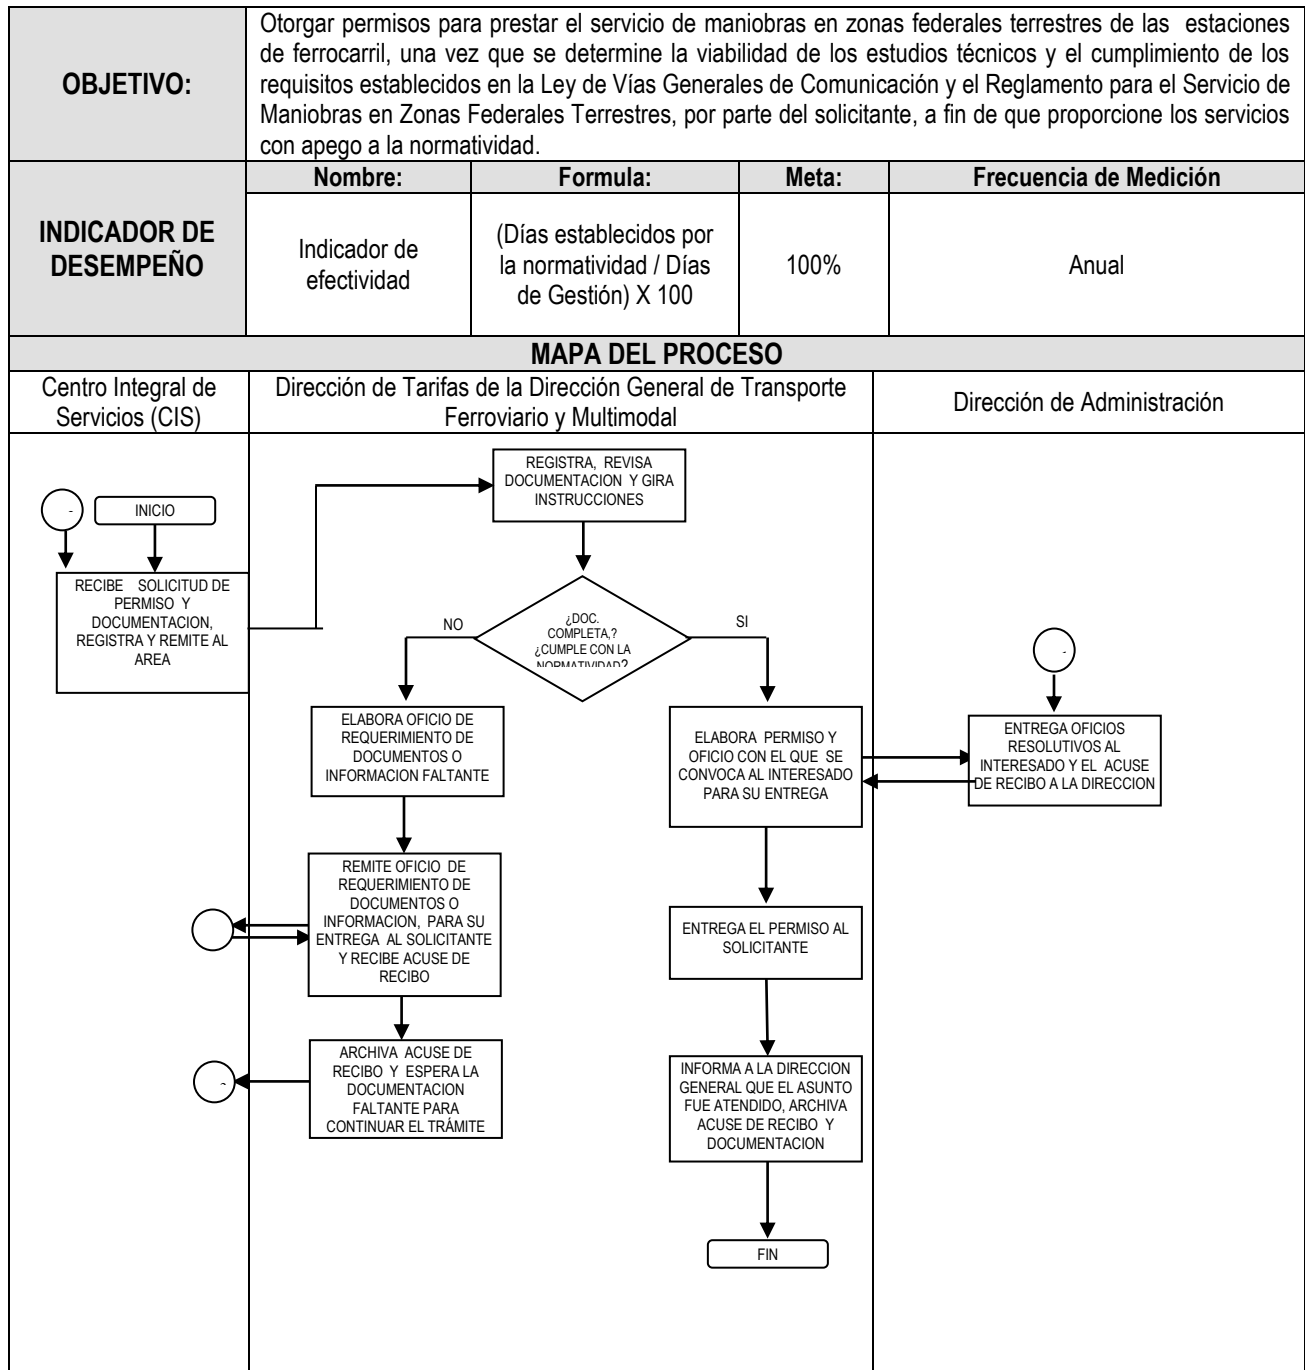 OBJETIVO:
Otorgar permisos para prestar el servicio de maniobras en zonas federales terrestres de las estaciones
de ferrocarril, una vez que se determine la viabilidad de los estudios técnicos y el cumplimiento de los
requisitos establecidos en la Ley de Vías Generales de Comunicación y el Reglamento para el Servicio de
Maniobras en Zonas Federales Terrestres, por parte del solicitante, a fin de que proporcione los servicios
con apego a la normatividad.
INDICADOR DE
DESEMPEÑO
Nombre:
Formula:
Meta:
Frecuencia de Medición
Indicador de
efectividad
(Días establecidos por
la normatividad / Días
de Gestión) X 100
100%
Anual
MAPA DEL PROCESO
Centro Integral de
Servicios (CIS)
Dirección de Tarifas de la Dirección General de Transporte
Ferroviario y Multimodal
Dirección de Administración
INICIO
RECIBE SOLICITUD DE
PERMISO Y
DOCUMENTACION,
REGISTRA Y REMITE AL
AREA
REGISTRA, REVISA
DOCUMENTACION Y GIRA
INSTRUCCIONES
¿DOC.
COMPLETA,?
¿CUMPLE CON LA
NORMATIVIDAD?
NO
SI
ELABORA OFICIO DE
REQUERIMIENTO DE
DOCUMENTOS O
INFORMACION FALTANTE
REMITE OFICIO DE
REQUERIMIENTO DE
DOCUMENTOS O
INFORMACION, PARA SU
ENTREGA AL SOLICITANTE
Y RECIBE ACUSE DE
RECIBO
ARCHIVA ACUSE DE
RECIBO Y ESPERA LA
DOCUMENTACION
FALTANTE PARA
CONTINUAR EL TRÁMITE
ELABORA PERMISO Y
OFICIO CON EL QUE SE
CONVOCA AL INTERESADO
PARA SU ENTREGA
ENTREGA EL PERMISO AL
SOLICITANTE
INFORMA A LA DIRECCION
GENERAL QUE EL ASUNTO
FUE ATENDIDO, ARCHIVA
ACUSE DE RECIBO Y
DOCUMENTACION
FIN
ENTREGA OFICIOS
RESOLUTIVOS AL
INTERESADO Y EL ACUSE
DE RECIBO A LA DIRECCION